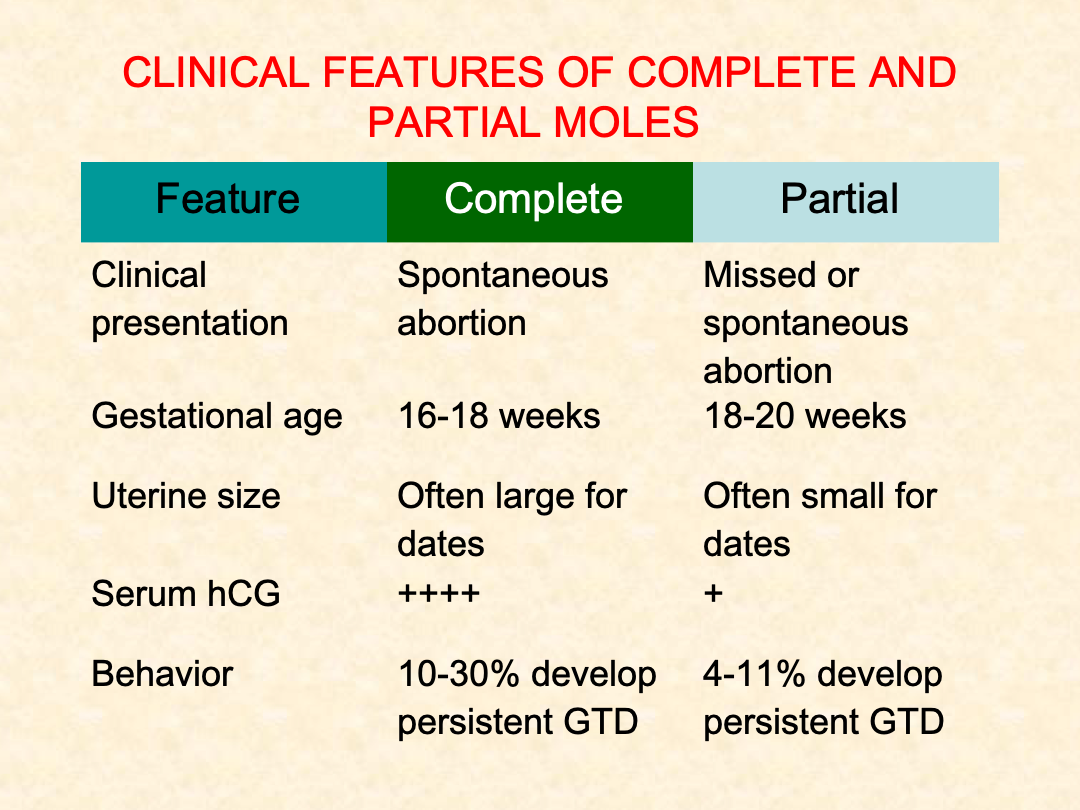 CLINICAL FEATURES OF COMPLETE AND
PARTIAL MOLES
Feature Complete Partial
Clinical Spontaneous Missed or
presentation abortion spontaneous
abortion
Gestational age 16-18 weeks 18-20 weeks
Uterine size Often large for Often small for
dates dates
Serum hCG ++++ +
Behavior 10-30% develop 4-11% develop
persistent GTD persistent GTD